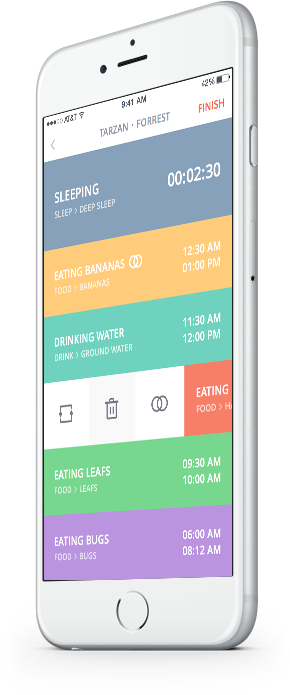 AT&T 9:41 AM 42%
TARZAN · FORREST FINISH
SLEEPING 00:02:30
SLEEP > DEEP SLEEP
EATING BANANAS 12:30 AM
FOOD > BANANAS 01:00 PM
DRINKING WATER 11:30 AM
DRINK > GROUND WATER 12:00 PM
EATING
FOOD > HA
EATING LEAFS 09:30 AM
FOOD > LEAFS 10:00 AM
EATING BUGS 06:00 AM
FOOD > BUGS 08:12 AM